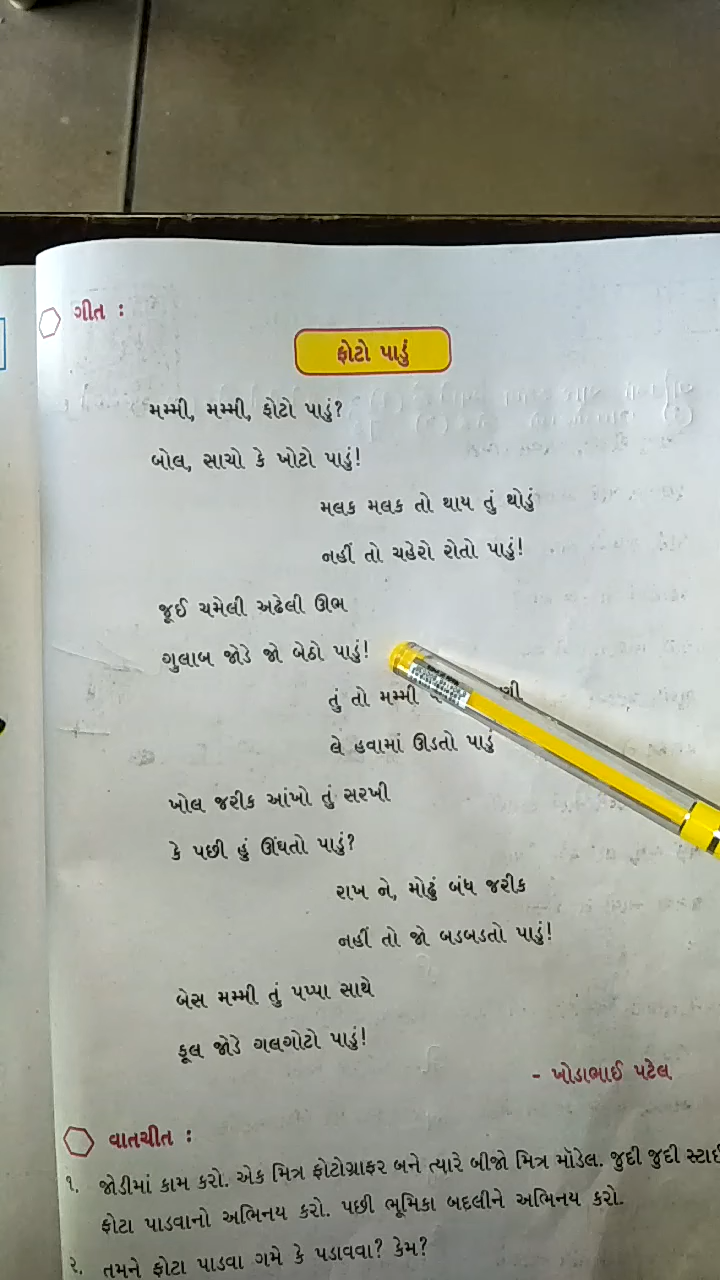 ગીત :
ફોટો પાડું
મમ્મી, મમ્મી, ફોટો પાડું?
બોલ, સાચો કે ખોટો પાડું!
મલક મલક તો થાય તું થોડું
નહીં તો ચહેરો રોતો પાડું!
જૂઈ ચમેલી અઢેલી ઊભ
ગુલાબ જોડે જો બેઠો પાડું!
તું તો મમ્મી
લે હવામાં ઊડતો પાડું
ખોલ જરીક આંખો તું સરખી
કે પછી હું ઊંઘતો પાડું?
રાખ ને, મોઢું બંધ જરીક
નહીં તો જો બડબડતો પાડું!
બેસ મમ્મી તું પપ્પા સાથે
ફૂલ જોડે ગલગોટો પાડું!
- ખોડાભાઈ પટેલ
વાતચીત :
૧. જોડીમાં કામ કરો. એક મિત્ર ફોટોગ્રાફર બને ત્યારે બીજો મિત્ર મૉડેલ. જુદી જુદી
ફોટા પાડવાનો અભિનય કરો. પછી ભૂમિકા બદલીને અભિનય કરો.
૨. તમને ફોટા પાડવા ગમે કે પડાવવા? કેમ?